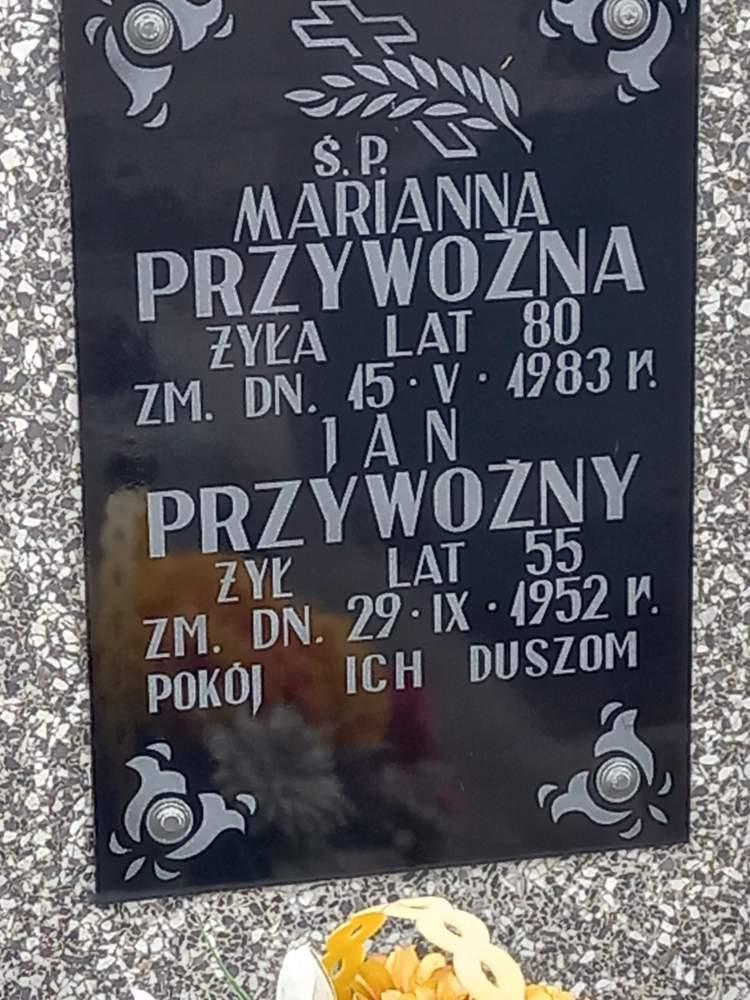 Ś.P.
MARIANNA
PRZYWOŹNA
ŻYŁA LAT 80
ZM. DN. 15·V·1983 r.
JAN
PRZYWOŹNY
ŻYŁ LAT 55
ZM. DN. 29·IX·1952 r.
POKÓJ ICH DUSZOM